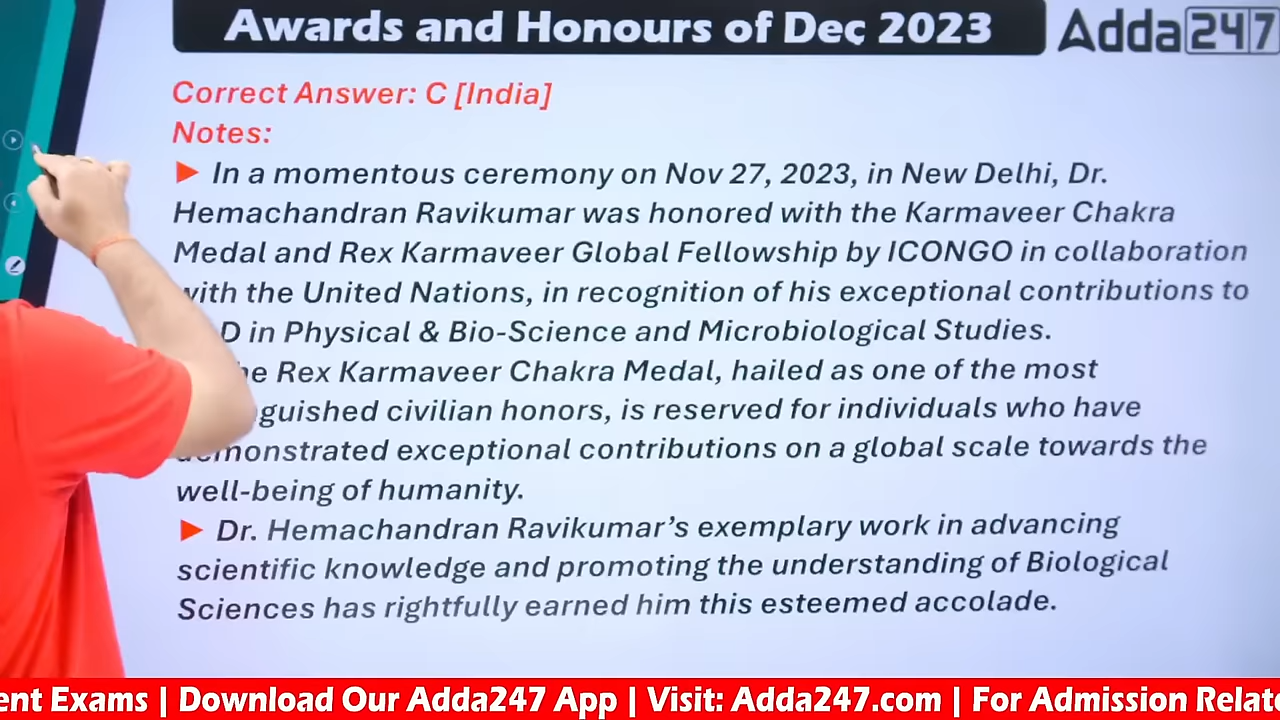 Awards and Honours of Dec 2023
Adda247
Correct Answer: C [India]
Notes:
► In a momentous ceremony on Nov 27, 2023, in New Delhi, Dr.
Hemachandran Ravikumar was honored with the Karmaveer Chakra
Medal and Rex Karmaveer Global Fellowship by ICONGO in collaboration
with the United Nations, in recognition of his exceptional contributions to
D in Physical & Bio-Science and Microbiological Studies.
Rex Karmaveer Chakra Medal, hailed as one of the most
civilian honors, is reserved for individuals who have
demonstrated exceptional contributions on a global scale towards the
well-being of humanity.
► Dr. Hemachandran Ravikumar's exemplary work in advancing
scientific knowledge and promoting the understanding of Biological
Sciences has rightfully earned him this esteemed accolade.
ent Exams | Download Our Adda247 App | Visit: Adda247.com | For Admission Relate